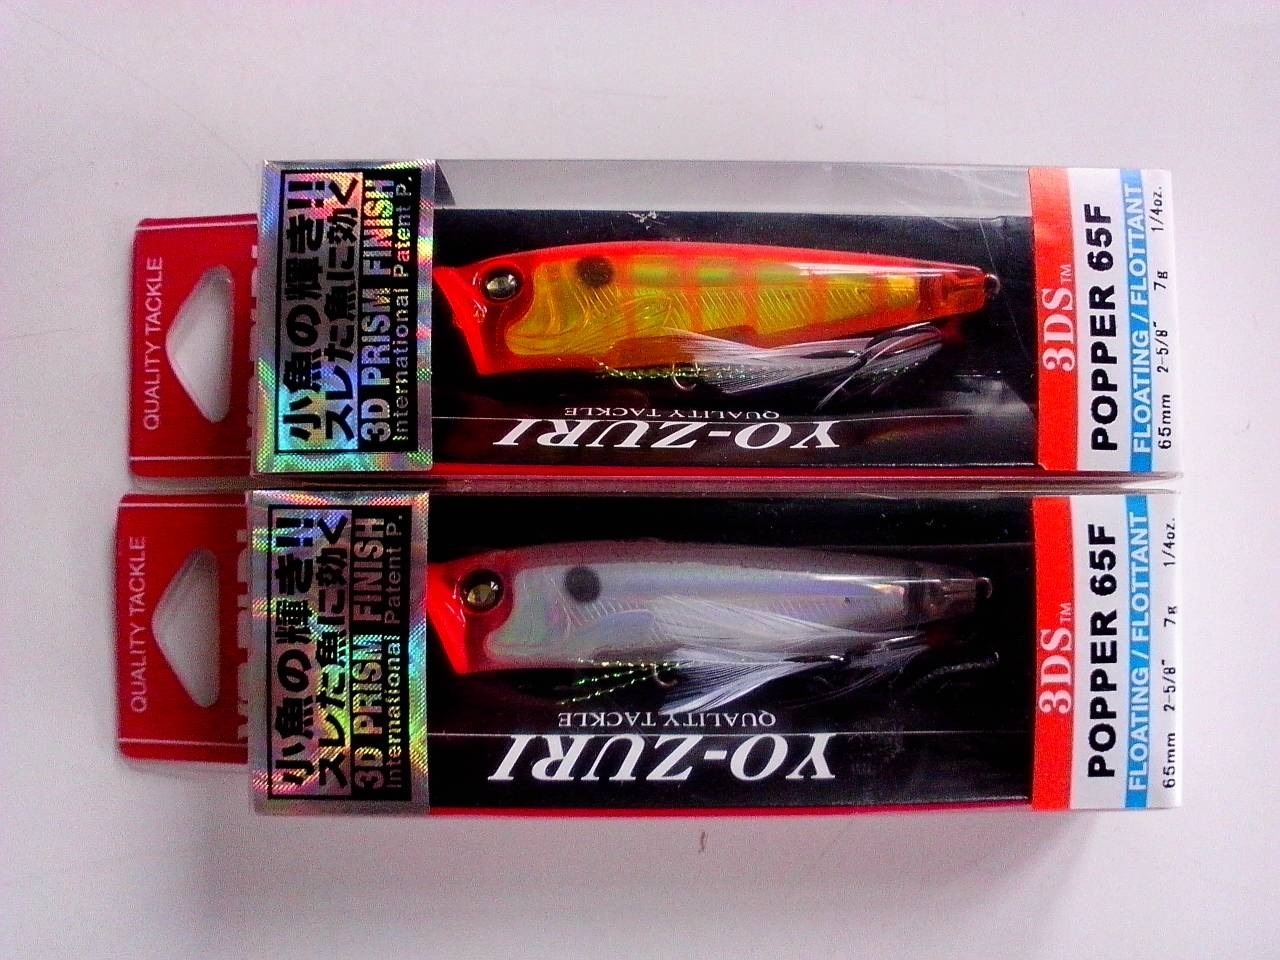 QUALITY TACKLE
小魚の輝き!!
スレた魚に効く
3D PRISM FINISH
International Patent P.
QUALITY TACKLE
YO-ZURI
3DS™
POPPER 65F
FLOATING / FLOTTANT
65mm 2-5/8" 7g 1/4oz.
QUALITY TACKLE
小魚の輝き!!
スレた魚に効く
3D PRISM FINISH
International Patent P.
QUALITY TACKLE
YO-ZURI
3DS™
POPPER 65F
FLOATING / FLOTTANT
65mm 2-5/8" 7g 1/4oz.